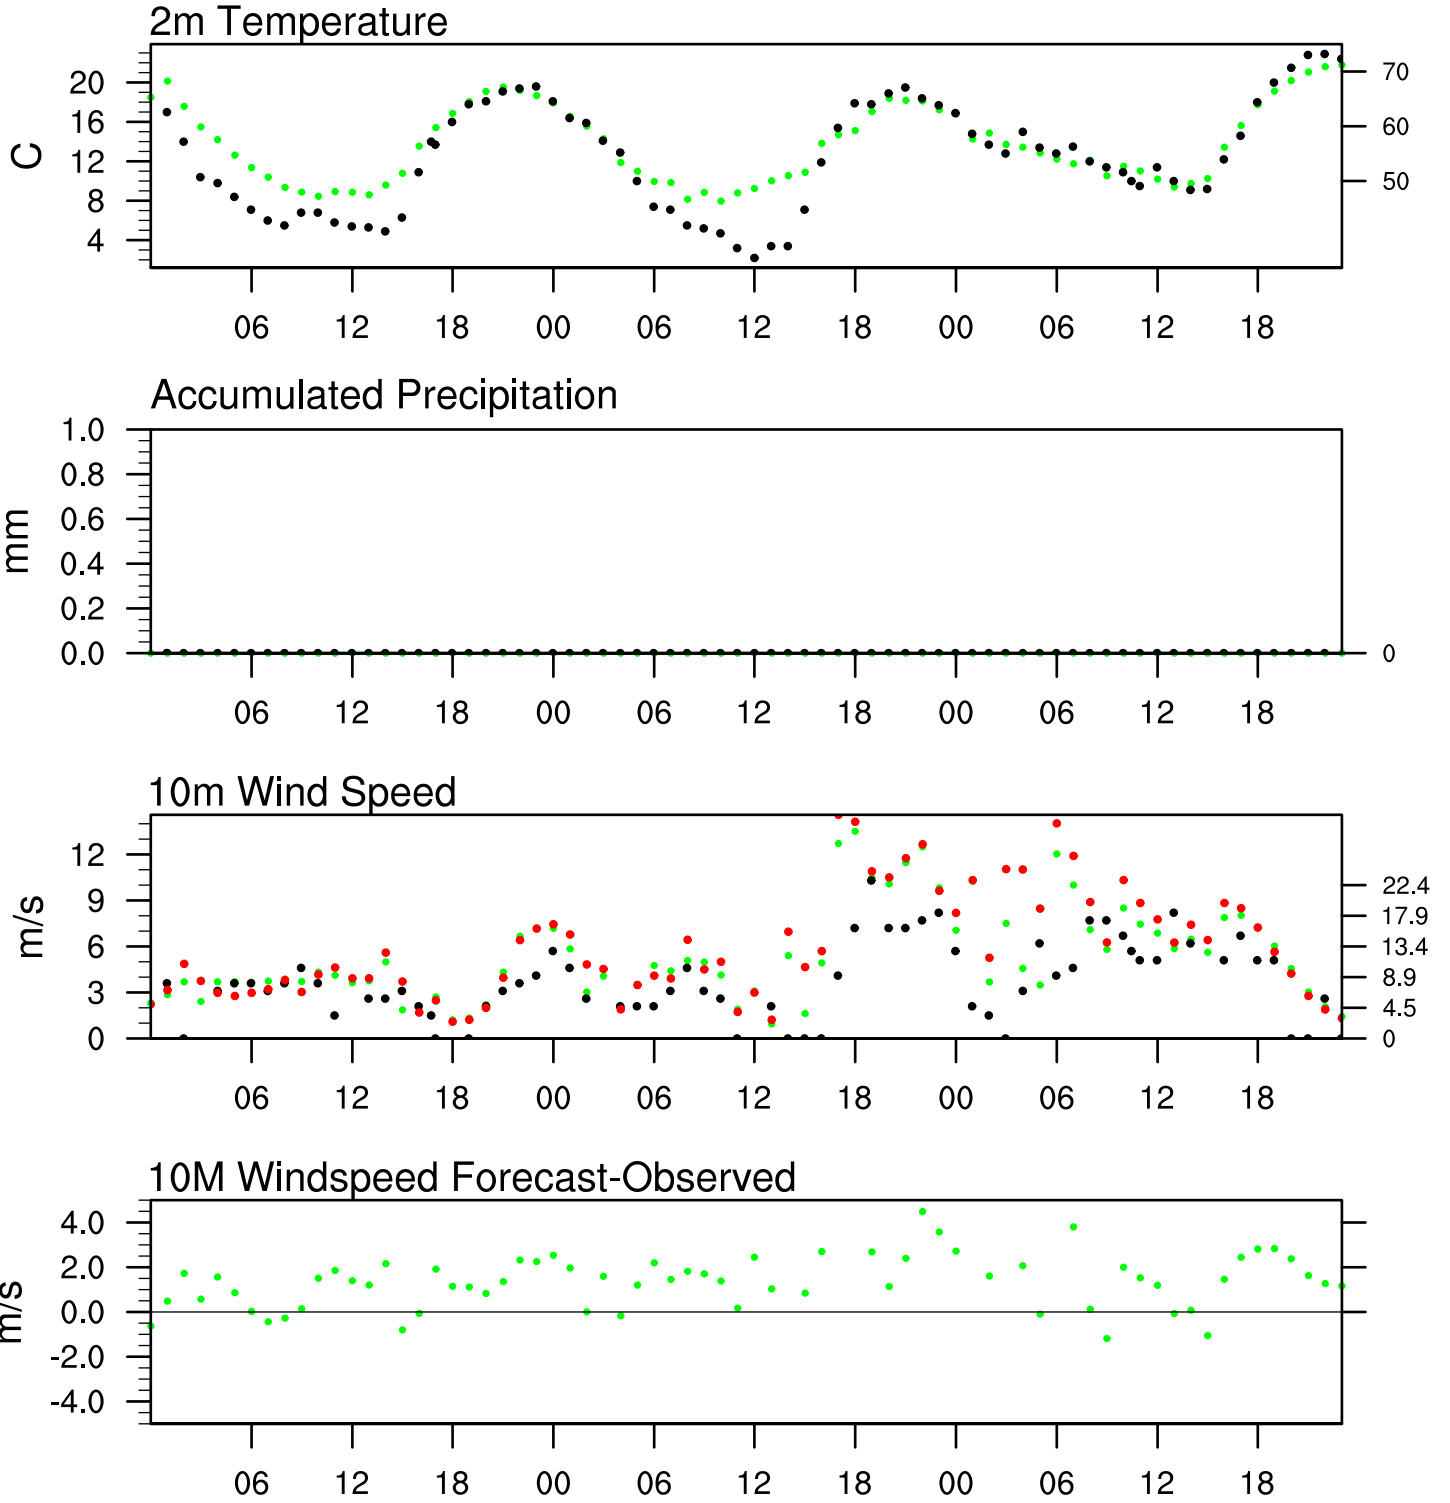 2m Temperature
20
16
12
8
4
C
70
60
50
06 12 18 00 06 12 18 00 06 12 18
Accumulated Precipitation
1.0
0.8
0.6
0.4
0.2
0.0
mm
0
06 12 18 00 06 12 18 00 06 12 18
10m Wind Speed
12
9
6
3
0
m/s
22.4
17.9
13.4
8.9
4.5
0
06 12 18 00 06 12 18 00 06 12 18
10M Windspeed Forecast-Observed
4.0
2.0
0.0
-2.0
-4.0
m/s
06 12 18 00 06 12 18 00 06 12 18